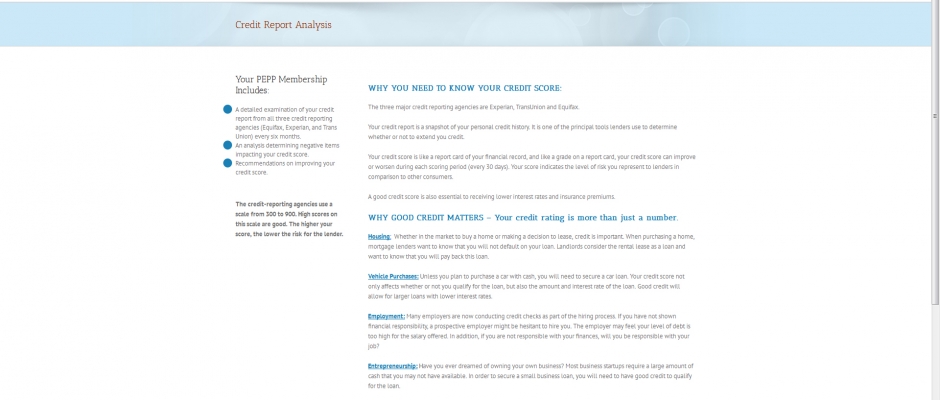 Credit Report Analysis
Your PEPP Membership
Includes:
A detailed examination of your credit
report from all three credit reporting
agencies (Equifax, Experian, and Trans
Union) every six months.
An analysis determining negative items
impacting your credit score.
Recommendations on improving your
credit score.
The credit-reporting agencies use a
scale from 300 to 900. High scores on
this scale are good. The higher your
score, the lower the risk for the lender.
WHY YOU NEED TO KNOW YOUR CREDIT SCORE:
The three major credit reporting agencies are Experian, TransUnion and Equifax.
Your credit report is a snapshot of your personal credit history. It is one of the principal tools lenders use to determine
whether or not to extend you credit.
Your credit score is like a report card of your financial record, and like a grade on a report card, your credit score can improve
or worsen during each scoring period (every 30 days). Your score indicates the level of risk you represent to lenders in
comparison to other consumers.
A good credit score is also essential to receiving lower interest rates and insurance premiums.
WHY GOOD CREDIT MATTERS – Your credit rating is more than just a number.
Housing: Whether in the market to buy a home or making a decision to lease, credit is important. When purchasing a home,
mortgage lenders want to know that you will not default on your loan. Landlords consider the rental lease as a loan and
want to know that you will pay back this loan.
Vehicle Purchases: Unless you plan to purchase a car with cash, you will need to secure a car loan. Your credit score not
only affects whether or not you qualify for the loan, but also the amount and interest rate of the loan. Good credit will
allow for larger loans with lower interest rates.
Employment: Many employers are now conducting credit checks as part of the hiring process. If you have not shown
financial responsibility, a prospective employer might be hesitant to hire you. The employer may feel your level of debt is
too high for the salary offered. In addition, if you are not responsible with your finances, will you be responsible with your
job?
Entrepreneurship: Have you ever dreamed of owning your own business? Most business startups require a large amount of
cash that you may not have available. In order to secure a small business loan, you will need to have good credit to qualify
for the loan.